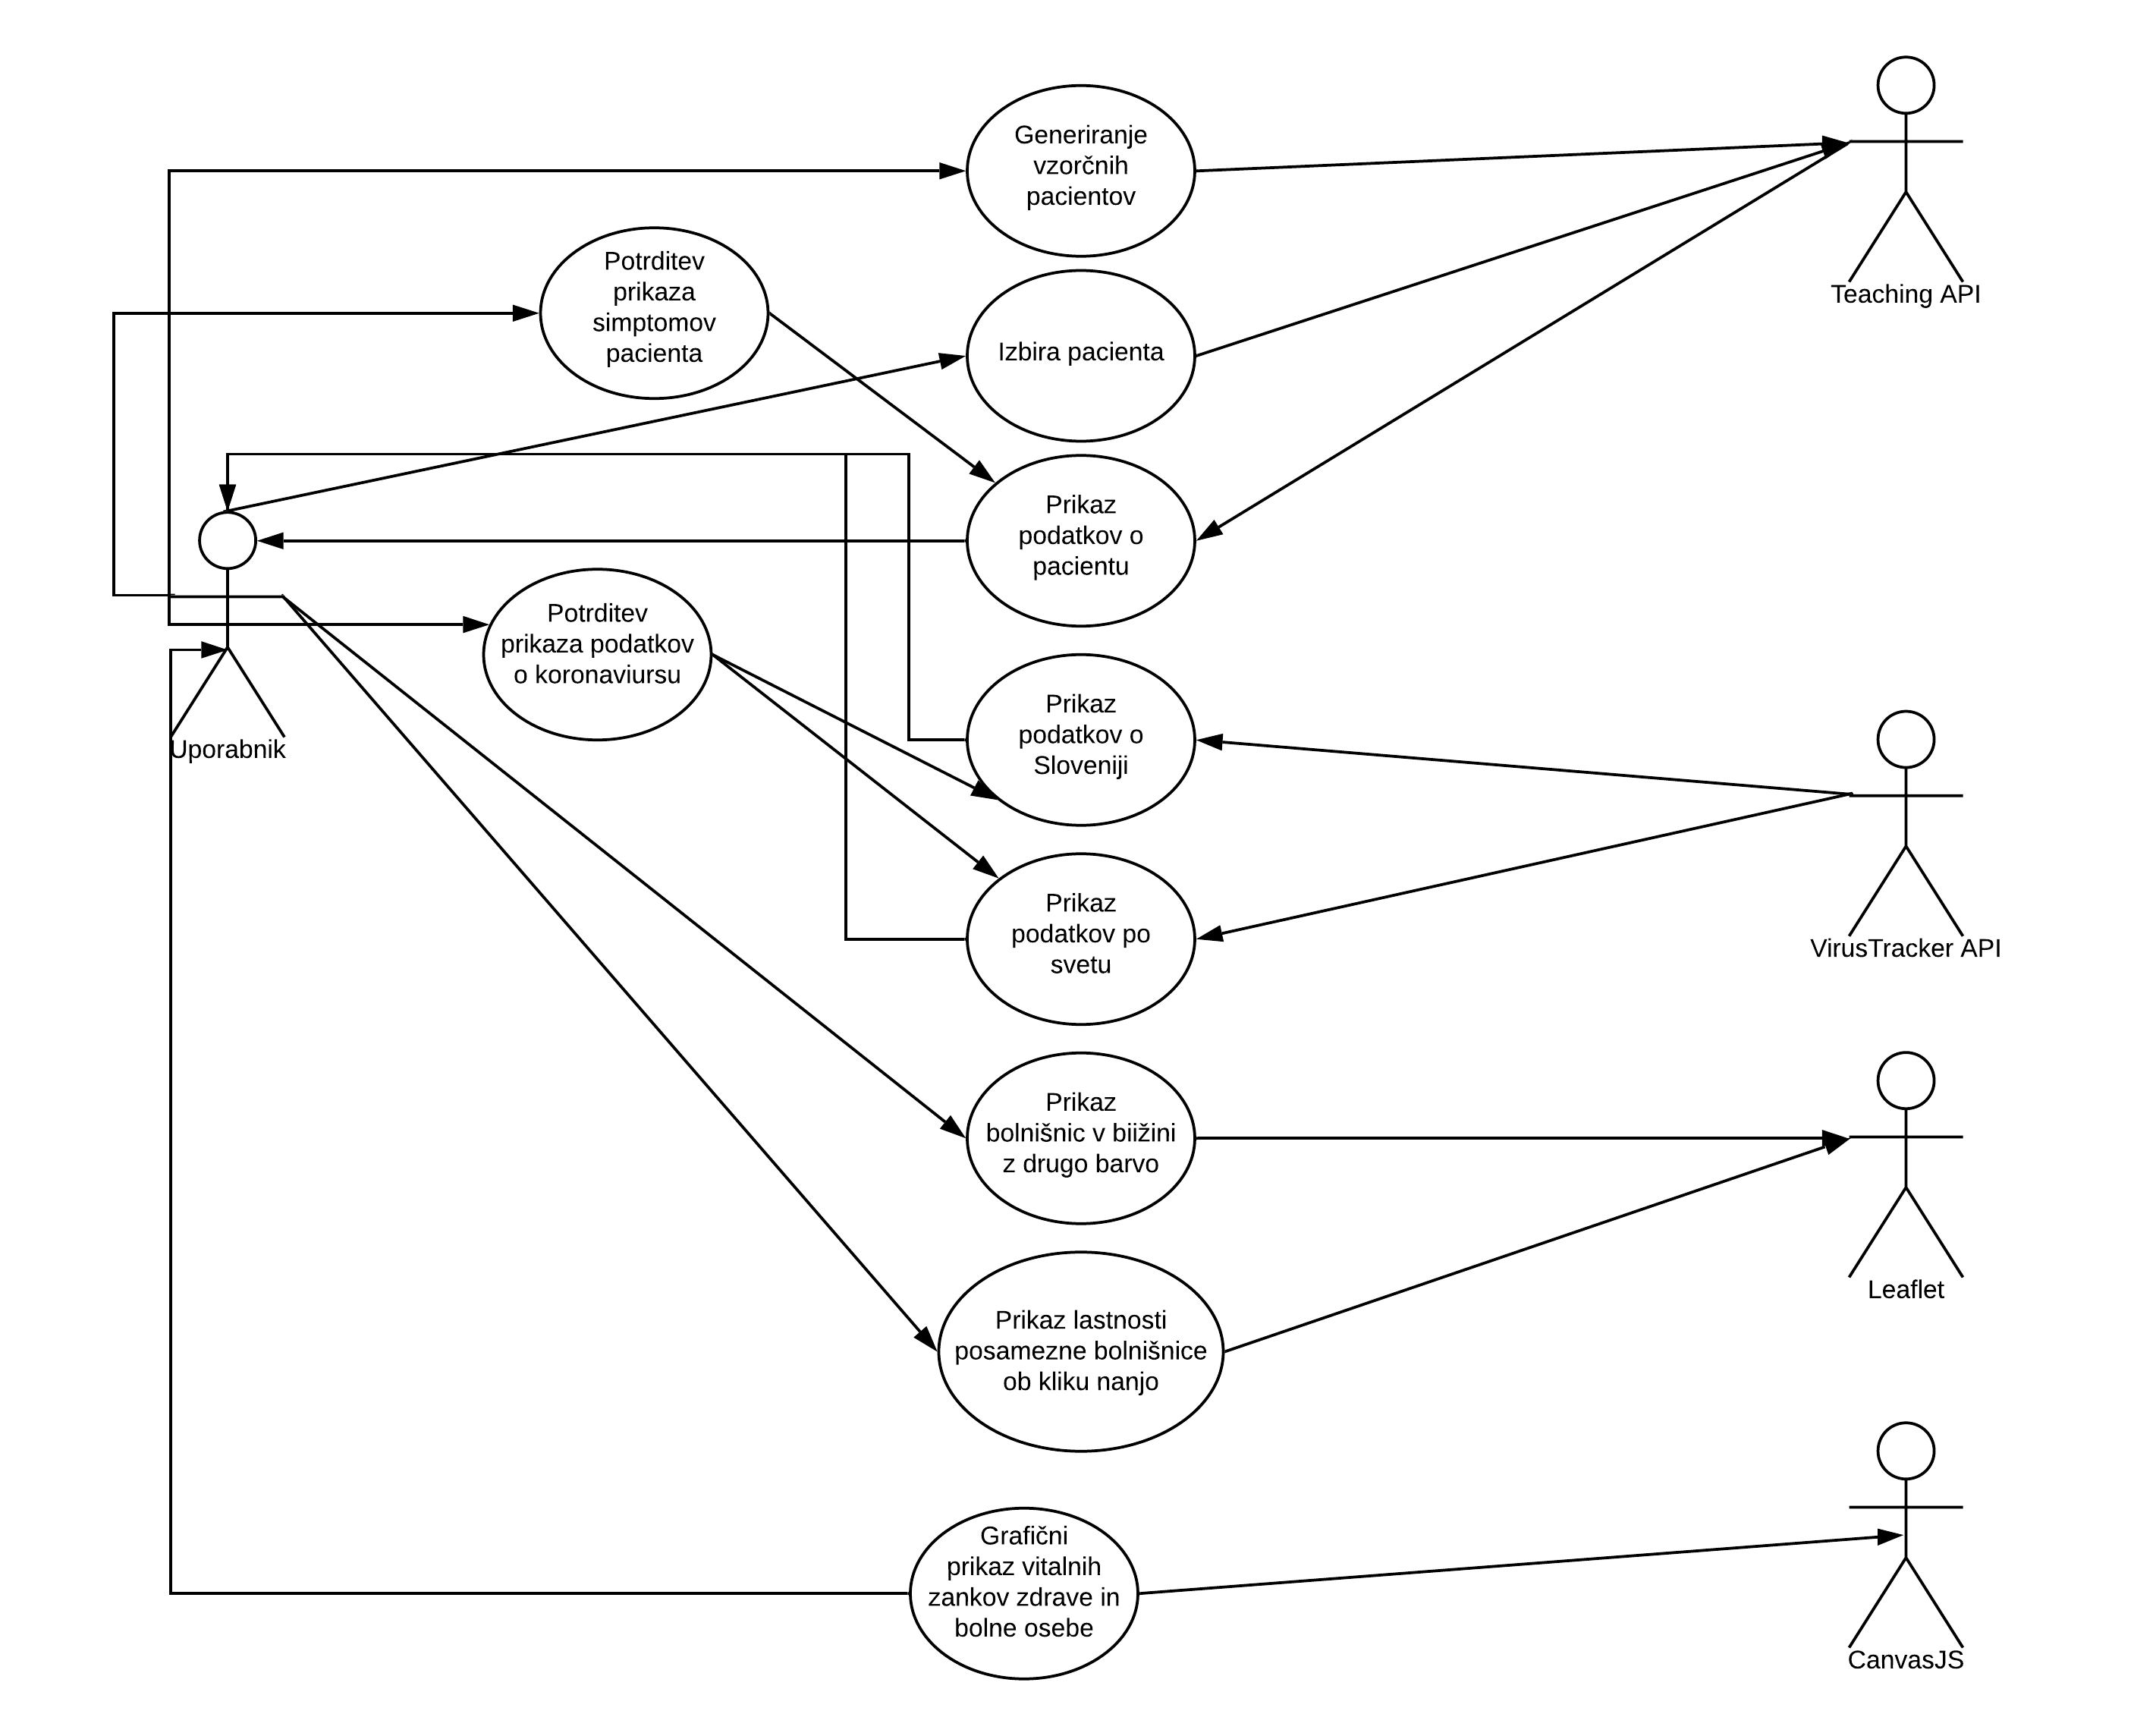 Generiranje
vzorčnih
pacientov
Teaching API
Potrditev
prikaza
simptomov
pacienta
Izbira pacienta
Prikaz
podatkov o
pacientu
Potrditev
prikaza podatkov
o koronaviursu
Uporabnik
Prikaz
podatkov o
Sloveniji
VirusTracker API
Prikaz
podatkov po
svetu
Prikaz
bolnišnic v biižini
z drugo barvo
Leaflet
Prikaz lastnosti
posamezne bolnišnice
ob kliku nanjo
Grafični
prikaz vitalnih
zankov zdrave in
bolne osebe
CanvasJS